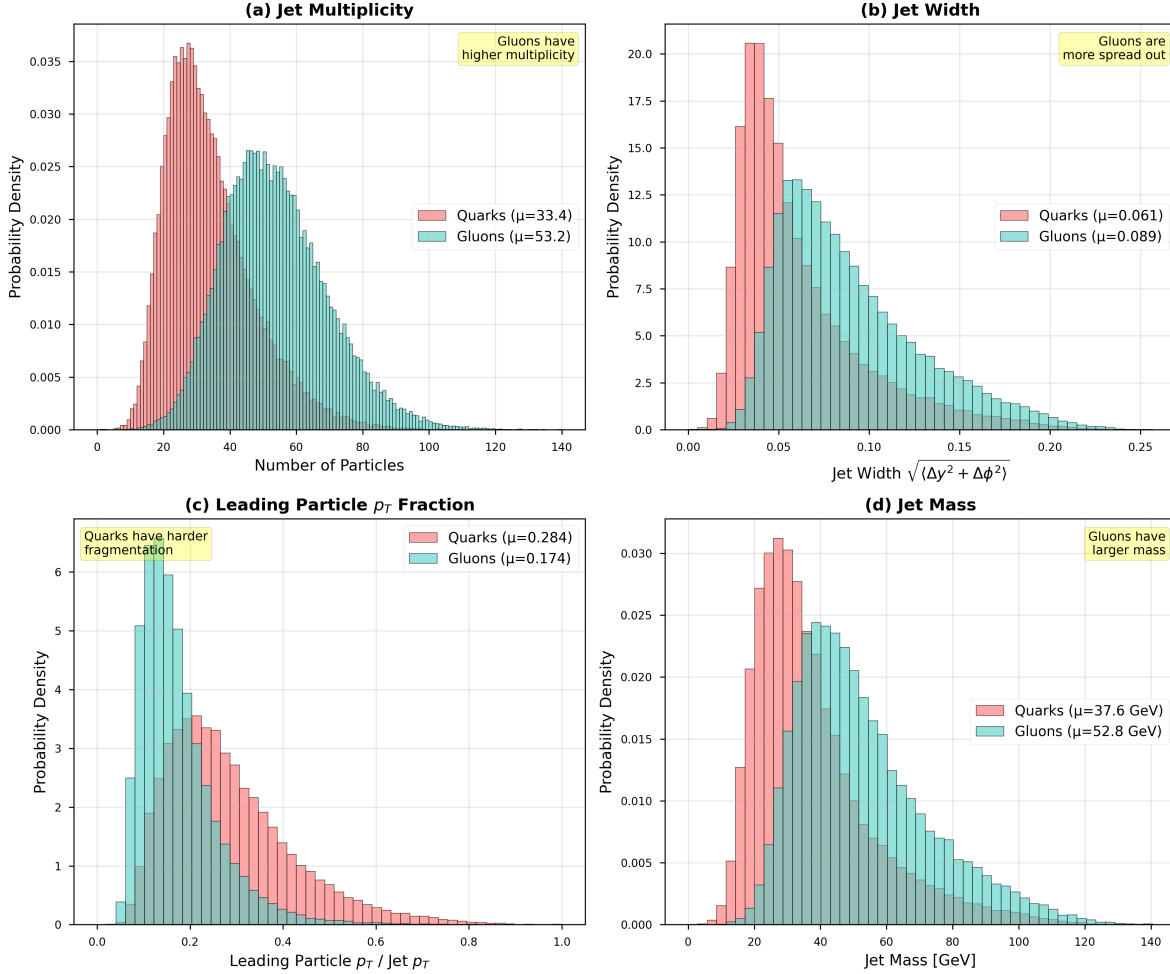 (a) Jet Multiplicity
Gluons have
higher multiplicity
Quarks (μ=33.4)
Gluons (μ=53.2)
Probability Density
0.035
0.030
0.025
0.020
0.015
0.010
0.005
0.000
0 20 40 60 80 100 120 140
Number of Particles
(b) Jet Width
Gluons are
more spread out
Quarks (μ=0.061)
Gluons (μ=0.089)
Probability Density
20.0
17.5
15.0
12.5
10.0
7.5
5.0
2.5
0.0
0.00 0.05 0.10 0.15 0.20 0.25
Jet Width √⟨Δy² + Δϕ²⟩
(c) Leading Particle pT Fraction
Quarks have harder
fragmentation
Quarks (μ=0.284)
Gluons (μ=0.174)
Probability Density
6
5
4
3
2
1
0
0.0 0.2 0.4 0.6 0.8 1.0
Leading Particle pT / Jet pT
(d) Jet Mass
Gluons have
larger mass
Quarks (μ=37.6 GeV)
Gluons (μ=52.8 GeV)
Probability Density
0.030
0.025
0.020
0.015
0.010
0.005
0.000
0 20 40 60 80 100 120 140
Jet Mass [GeV]